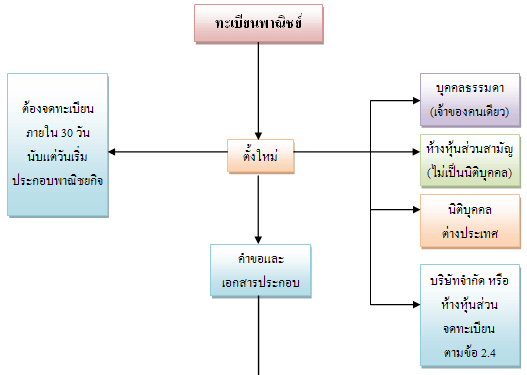 ทะเบียนพาณิชย์
ต้องจดทะเบียน
ภายใน 30 วัน
นับแต่วันเริ่ม
ประกอบพาณิชยกิจ
ตั้งใหม่
บุคคลธรรมดา
(เจ้าของคนเดียว)
ห้างหุ้นส่วนสามัญ
(ไม่เป็นนิติบุคคล)
นิติบุคคล
ต่างประเทศ
บริษัทจำกัด หรือ
ห้างหุ้นส่วน
จดทะเบียน
ตามข้อ 2.4
คำขอและ
เอกสารประกอบ